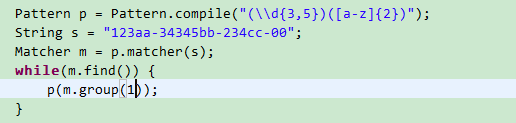 Pattern p = Pattern.compile("(\\d{3,5})([a-z]{2})");
String s = "123aa-34345bb-234cc-00";
Matcher m = p.matcher(s);
while(m.find()) {
p(m.group(1));
}